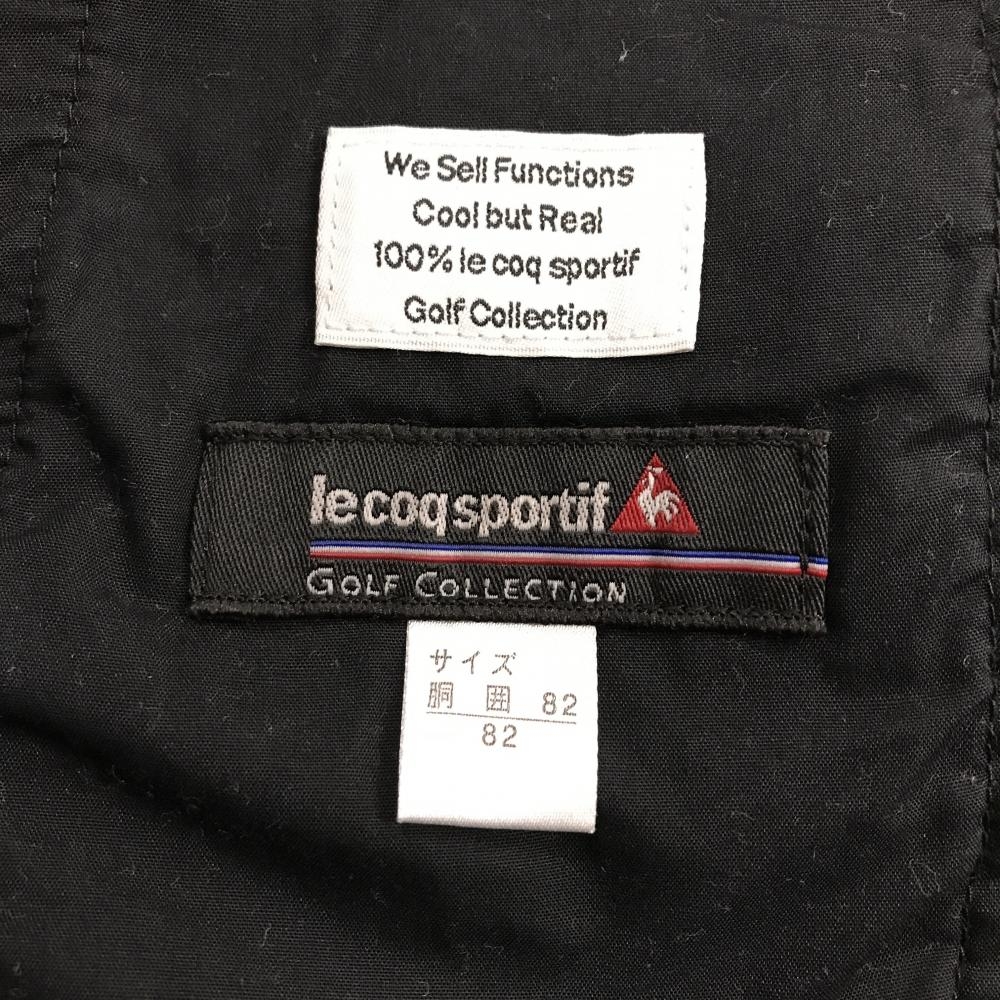 We Sell Functions
Cool but Real
100% le coq sportif
Golf Collection
le coq sportif
GOLF COLLECTION
サイズ
胴 囲 82
82